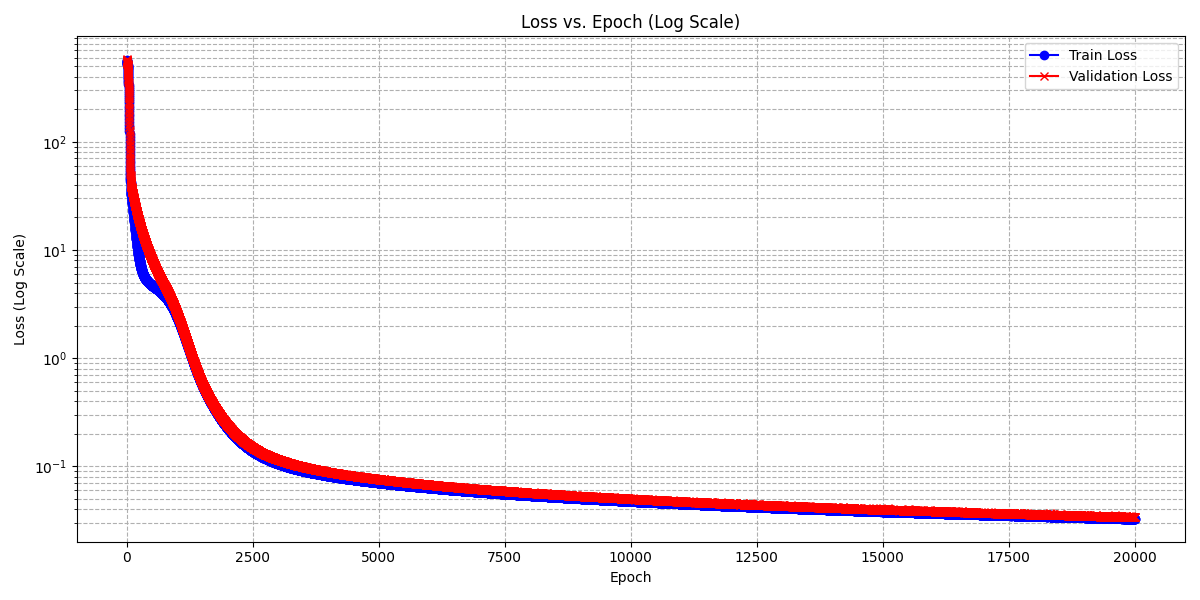 Loss vs. Epoch (Log Scale)
Train Loss
Validation Loss
Loss (Log Scale)
10²
10¹
10⁰
10⁻¹
0 2500 5000 7500 10000 12500 15000 17500 20000
Epoch